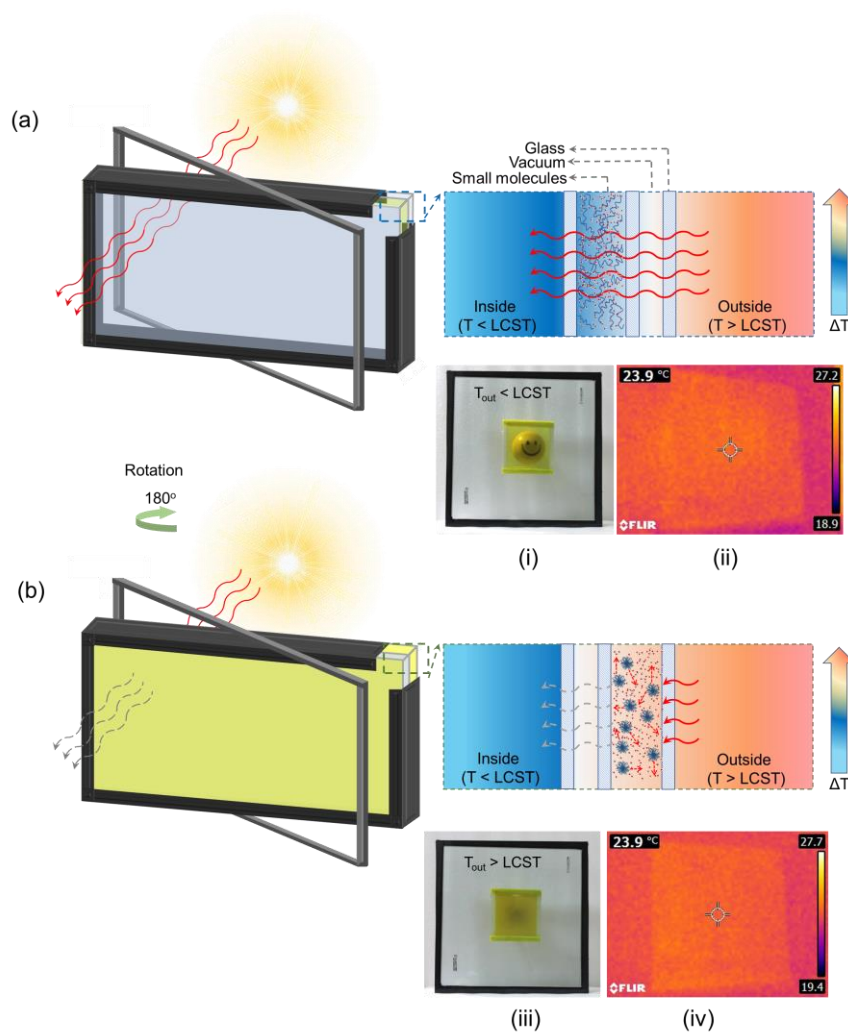 (a)
Glass
Vacuum
Small molecules
Inside
(T < LCST)
Outside
(T > LCST)
ΔT
T_out < LCST
23.9 °C
27.2
18.9
FLIR
(i)
(ii)
Rotation
180°
(b)
Inside
(T < LCST)
Outside
(T > LCST)
ΔT
T_out > LCST
23.9 °C
27.7
19.4
FLIR
(iii)
(iv)